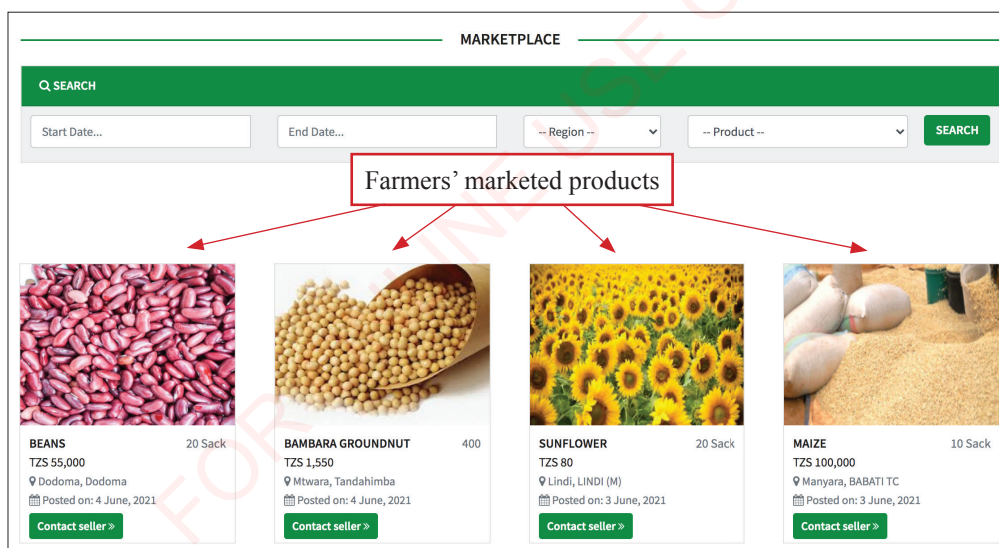 MARKETPLACE
SEARCH
Start Date...
End Date...
-- Region --
-- Product --
SEARCH
Farmers’ marketed products
BEANS 20 Sack
TZS 55,000
Dodoma, Dodoma
Posted on: 4 June, 2021
Contact seller »
BAMBARA GROUNDNUT 400
TZS 1,550
Mtwara, Tandahimba
Posted on: 4 June, 2021
Contact seller »
SUNFLOWER 20 Sack
TZS 80
Lindi, LINDI (M)
Posted on: 3 June, 2021
Contact seller »
MAIZE 10 Sack
TZS 100,000
Manyara, BABATI TC
Posted on: 3 June, 2021
Contact seller »
FOR ONLINE USE